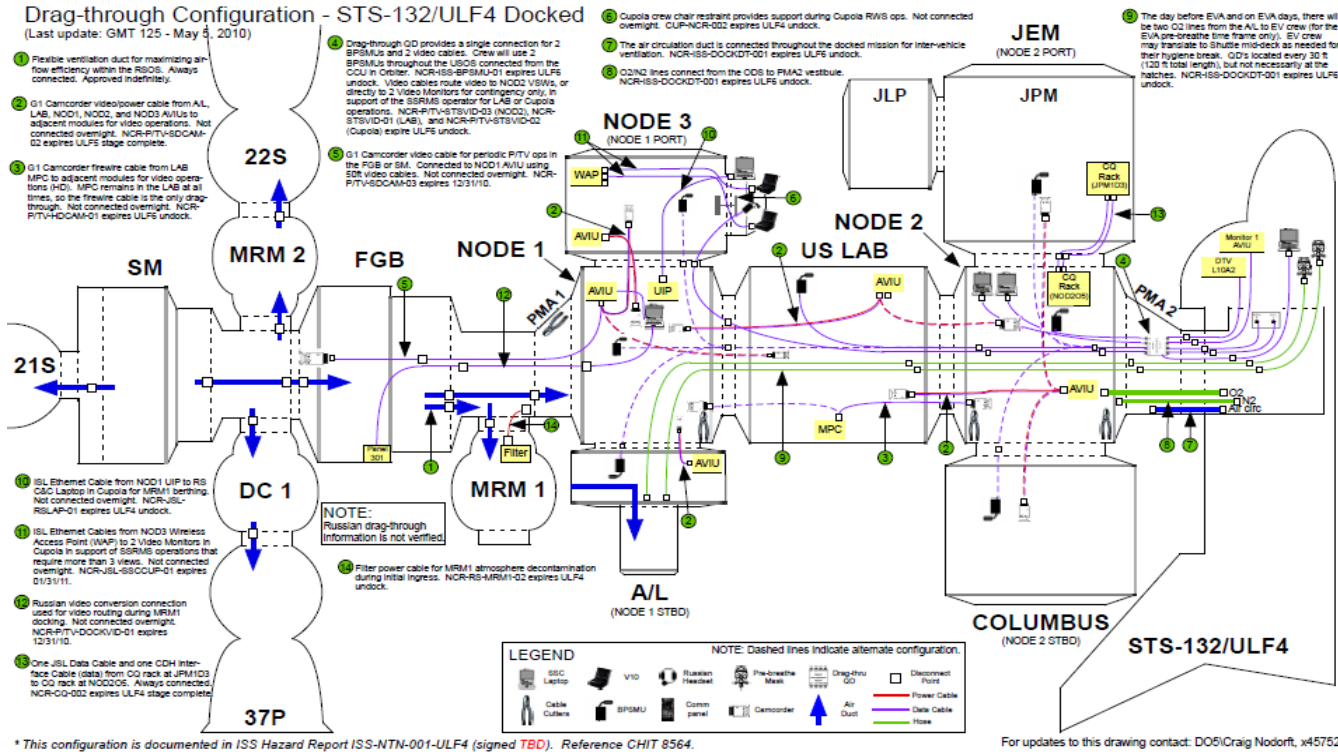 Drag-through Configuration - STS-132/ULF4 Docked
(Last update: GMT 125 - May 5, 2010)
1 Flexible ventilation duct for maximizing air-
flow efficiency within the RSOS. Always
connected. Approved indefinitely.
2 G1 Camcorder video/power cable from A/L,
LAB, NOD1, NOD2, and NOD3 AVIUs to
adjacent modules for video operations. Not
connected overnight. NCR-P/TV-SDCAM-
02 expires ULF5 stage complete.
3 G1 Camcorder firewire cable from LAB
MPC to adjacent modules for video opera-
tions (HD). MPC remains in the LAB at all
times, so the firewire cable is the only drag-
through. Not connected overnight. NCR-
P/TV-HDCAM-01 expires ULF6 undock.
4 Drag-through QD provides a single connection for 2
BPSMUs and 2 video cables. Crew will use 2
BPSMUs throughout the USOS connected from the
CCU in Orbiter. NCR-ISS-BPSMU-01 expires ULF6
undock. Video cables route video to NOD2 VSWs, or
directly to 2 Video Monitors for contingency only, in
support of the SSRMS operator for LAB or Cupola
operations. NCR-P/TV-STSVID-03 (NOD2), NCR-
STSVID-01 (LAB), and NCR-P/TV-STSVID-02
(Cupola) expire ULF6 undock.
5 G1 Camcorder video cable for periodic P/TV ops in
the FGB or SM. Connected to NOD1 AVIU using
50ft video cables. Not connected overnight. NCR-
P/TV-SDCAM-03 expires 12/31/10.
6 Cupola crew chair restraint provides support during Cupola RWS ops. Not connected
overnight. CUP-NCR-002 expires ULF4 undock.
7 The air circulation duct is connected throughout the docked mission for inter-vehicle
ventilation. NCR-ISS-DOCKDT-001 expires ULF6 undock.
8 O2/N2 lines connect from the ODS to PMA2 vestibule.
NCR-ISS-DOCKDT-001 expires ULF6 undock.
9 The day before EVA and on EVA days, there will
be two O2 lines from the A/L to EV crew (for the
EVA pre-breathe time frame only). EV crew
may translate to Shuttle mid-deck as needed for
their hygiene break. QD's located every 30 ft
(120 ft total length), but not necessarily at the
hatches. NCR-ISS-DOCKDT-001 expires ULF6
undock.
JEM
(NODE 2 PORT)
JLP
JPM
NODE 3
(NODE 1 PORT)
11
10
22S
WAP
CQ
Rack
(JPM1D3)
6
2
13
AVIU
NODE 2
Monitor 1
AVIU
DTV
L10A2
MRM 2
NODE 1
US LAB
2
4
SM
FGB
CQ
Rack
(NOD2O5)
AVIU
UIP
AVIU
PMA 1
PMA 2
5
12
21S
AVIU
O2
N2
Air circ
MPC
14
Panel
301
Filter
1
9
3
2
8
7
AVIU
DC 1
MRM 1
2
10 ISL Ethernet Cable from NOD1 UIP to RS
C&C Laptop in Cupola for MRM1 berthing.
Not connected overnight. NCR-JSL-
RSLAP-01 expires ULF4 undock.
NOTE:
Russian drag-through
information is not verified.
11 ISL Ethernet Cables from NOD3 Wireless
Access Point (WAP) to 2 Video Monitors in
Cupola in support of SSRMS operations that
require more than 3 views. Not connected
overnight. NCR-JSL-SSCCUP-01 expires
01/31/11.
14 Filter power cable for MRM1 atmosphere decontamination
during initial ingress. NCR-RS-MRM1-02 expires ULF4
undock.
A/L
(NODE 1 STBD)
12 Russian video conversion connection
used for video routing during MRM1
docking. Not connected overnight.
NCR-P/TV-DOCKVID-01 expires
12/31/10.
COLUMBUS
(NODE 2 STBD)
STS-132/ULF4
13 One JSL Data Cable and one CDH Inter-
face Cable (data) from CQ rack at JPM1D3
to CQ rack at NOD2O5. Always connected.
NCR-CQ-002 expires ULF4 stage complete.
37P
LEGEND
NOTE: Dashed lines indicate alternate configuration.
SSC
Laptop
V10
Russian
Headset
Pre-breathe
Mask
Drag-thru
QD
Disconnect
Point
Cable
Cutters
BPSMU
Comm
panel
Camcorder
Air
Duct
Power Cable
Data Cable
Hose
* This configuration is documented in ISS Hazard Report ISS-NTN-001-ULF4 (signed TBD). Reference CHIT 8564.
For updates to this drawing contact: DO5\Craig Nodorft, x45752